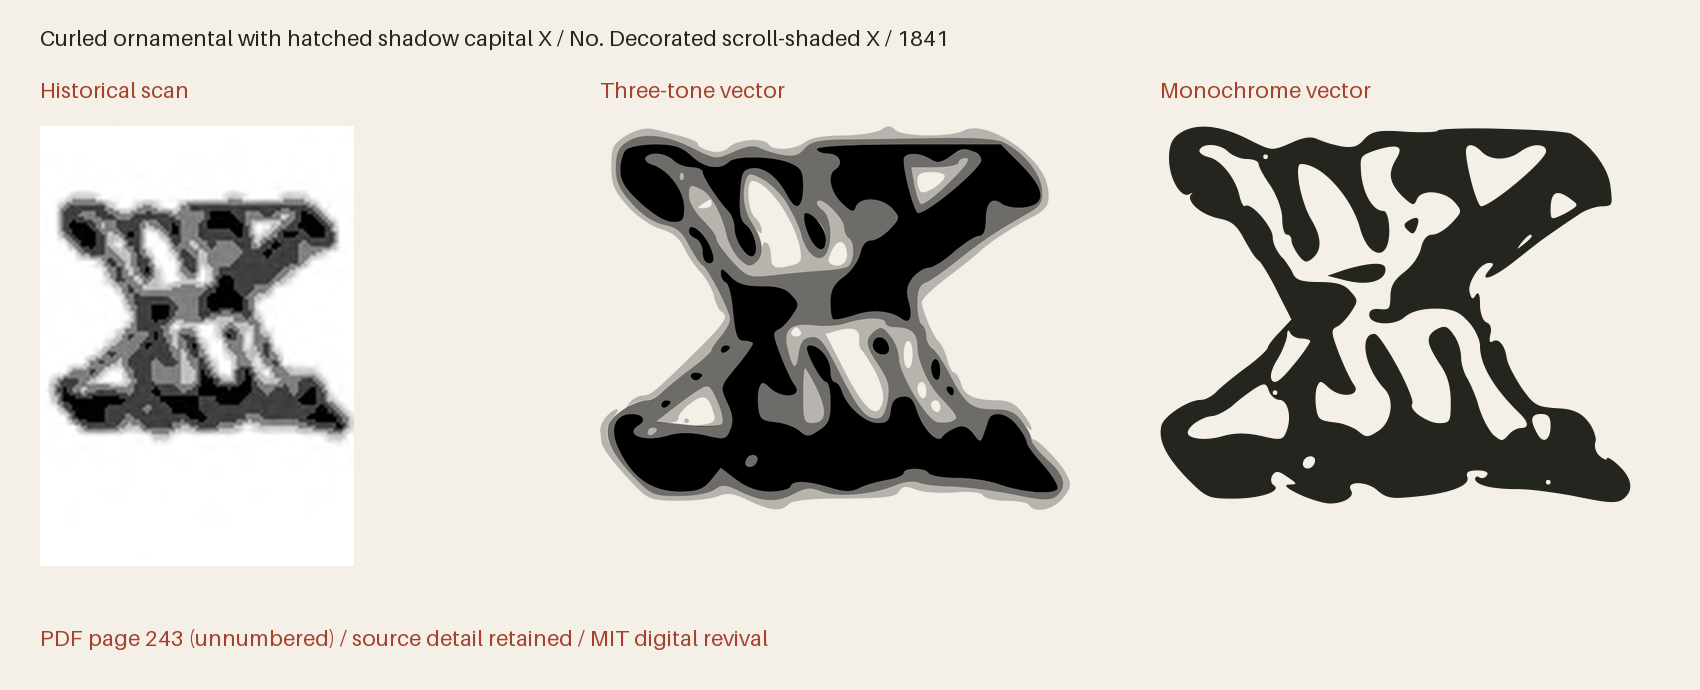 Curled ornamental with hatched shadow capital X / No. Decorated scroll-shaded X / 1841
Historical scan
Three-tone vector
Monochrome vector
PDF page 243 (unnumbered) / source detail retained / MIT digital revival